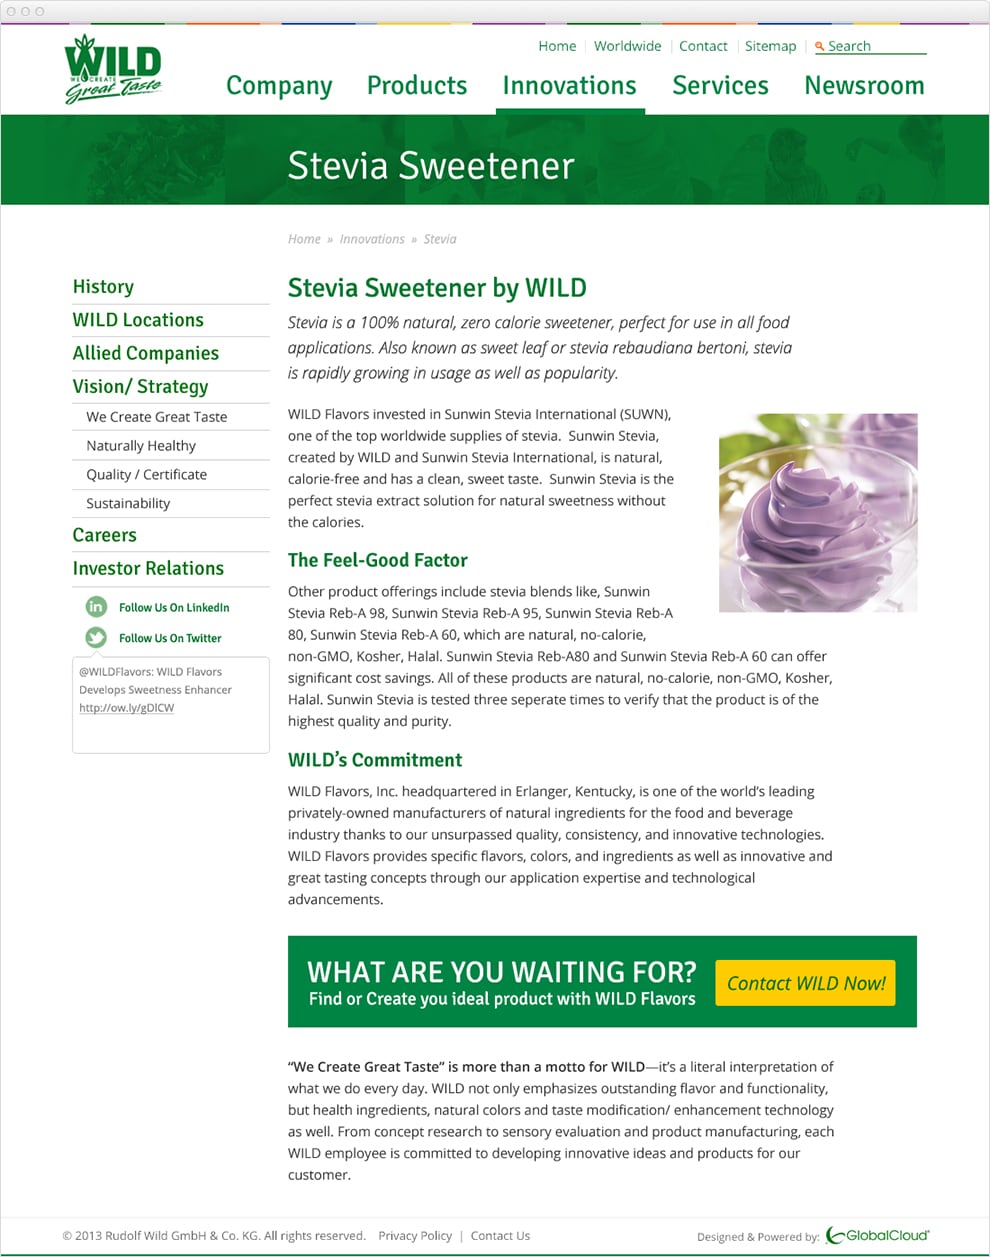 WILD
WE CREATE
Great Taste
Home
Worldwide
Contact
Sitemap
Search
Company
Products
Innovations
Services
Newsroom
Stevia Sweetener
Home » Innovations » Stevia
History
WILD Locations
Allied Companies
Vision/ Strategy
We Create Great Taste
Naturally Healthy
Quality / Certificate
Sustainability
Careers
Investor Relations
in
Follow Us On LinkedIn
Follow Us On Twitter
@WILDFlavors: WILD Flavors
Develops Sweetness Enhancer
http://ow.ly/gDlCW
Stevia Sweetener by WILD
Stevia is a 100% natural, zero calorie sweetener, perfect for use in all food
applications. Also known as sweet leaf or stevia rebaudiana bertoni, stevia
is rapidly growing in usage as well as popularity.
WILD Flavors invested in Sunwin Stevia International (SUWN),
one of the top worldwide supplies of stevia.  Sunwin Stevia,
created by WILD and Sunwin Stevia International, is natural,
calorie-free and has a clean, sweet taste.  Sunwin Stevia is the
perfect stevia extract solution for natural sweetness without
the calories.
The Feel-Good Factor
Other product offerings include stevia blends like, Sunwin
Stevia Reb-A 98, Sunwin Stevia Reb-A 95, Sunwin Stevia Reb-A
80, Sunwin Stevia Reb-A 60, which are natural, no-calorie,
non-GMO, Kosher, Halal. Sunwin Stevia Reb-A80 and Sunwin Stevia Reb-A 60 can offer
significant cost savings. All of these products are natural, no-calorie, non-GMO, Kosher,
Halal. Sunwin Stevia is tested three seperate times to verify that the product is of the
highest quality and purity.
WILD’s Commitment
WILD Flavors, Inc. headquartered in Erlanger, Kentucky, is one of the world’s leading
privately-owned manufacturers of natural ingredients for the food and beverage
industry thanks to our unsurpassed quality, consistency, and innovative technologies.
WILD Flavors provides specific flavors, colors, and ingredients as well as innovative and
great tasting concepts through our application expertise and technological
advancements.
WHAT ARE YOU WAITING FOR?
Find or Create you ideal product with WILD Flavors
Contact WILD Now!
“We Create Great Taste” is more than a motto for WILD—it’s a literal interpretation of
what we do every day. WILD not only emphasizes outstanding flavor and functionality,
but health ingredients, natural colors and taste modification/ enhancement technology
as well. From concept research to sensory evaluation and product manufacturing, each
WILD employee is committed to developing innovative ideas and products for our
customer.
© 2013 Rudolf Wild GmbH & Co. KG. All rights reserved. Privacy Policy | Contact Us
Designed & Powered by: GlobalCloud